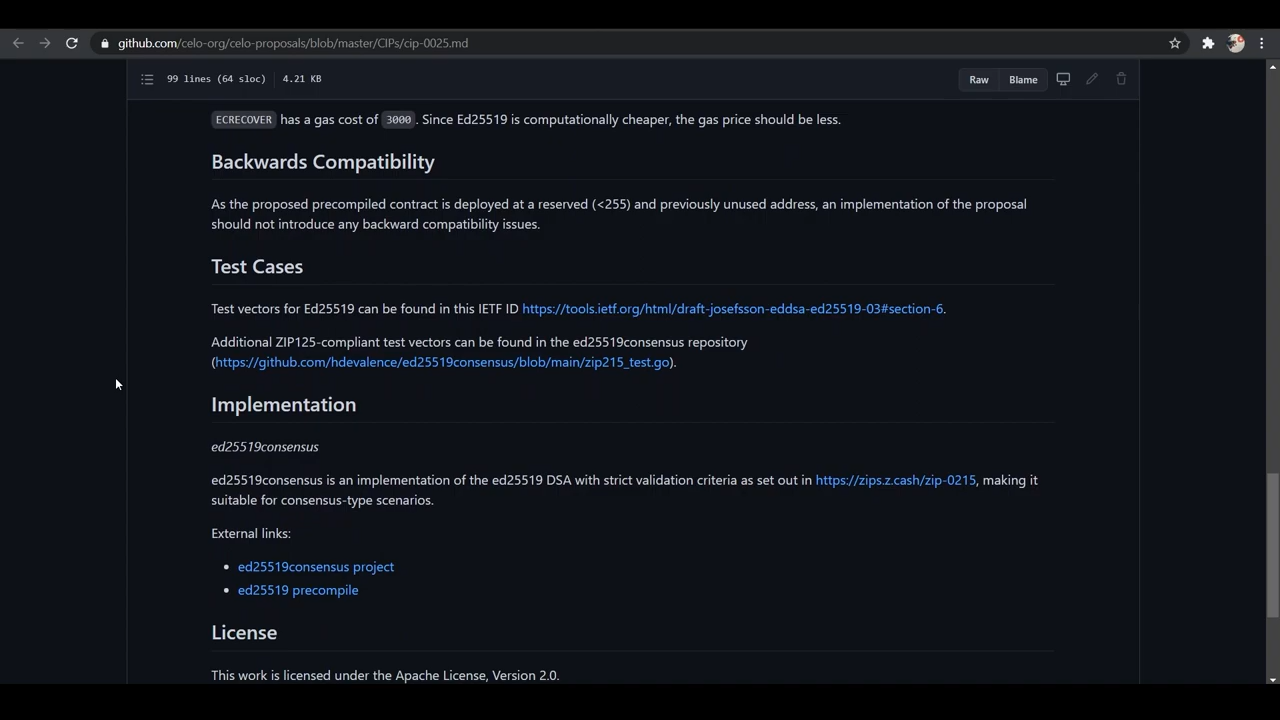 github.com/celo-org/celo-proposals/blob/master/CIPs/cip-0025.md
99 lines (64 sloc) 4.21 KB Raw Blame
ECRECOVER has a gas cost of 3000. Since Ed25519 is computationally cheaper, the gas price should be less.
Backwards Compatibility
As the proposed precompiled contract is deployed at a reserved (<255) and previously unused address, an implementation of the proposal
should not introduce any backward compatibility issues.
Test Cases
Test vectors for Ed25519 can be found in this IETF ID https://tools.ietf.org/html/draft-josefsson-eddsa-ed25519-03#section-6.
Additional ZIP125-compliant test vectors can be found in the ed25519consensus repository
(https://github.com/hdevalence/ed25519consensus/blob/main/zip215_test.go).
Implementation
ed25519consensus
ed25519consensus is an implementation of the ed25519 DSA with strict validation criteria as set out in https://zips.z.cash/zip-0215, making it
suitable for consensus-type scenarios.
External links:
• ed25519consensus project
• ed25519 precompile
License
This work is licensed under the Apache License, Version 2.0.